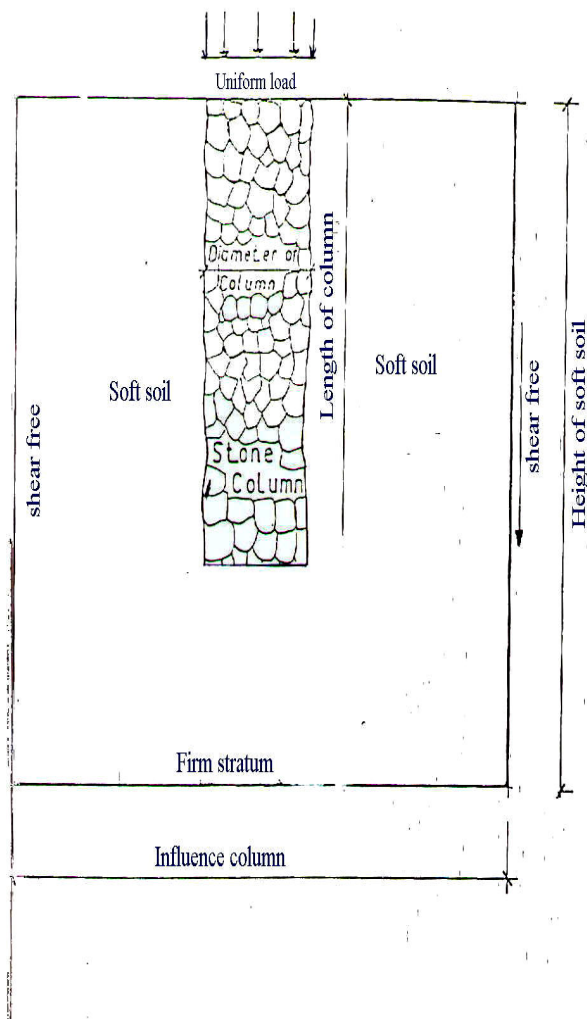 Uniform load
Diameter of
Column
Length of column
Soft soil
Soft soil
shear free
shear free
Height of soft soil
Stone
Column
Firm stratum
Influence column